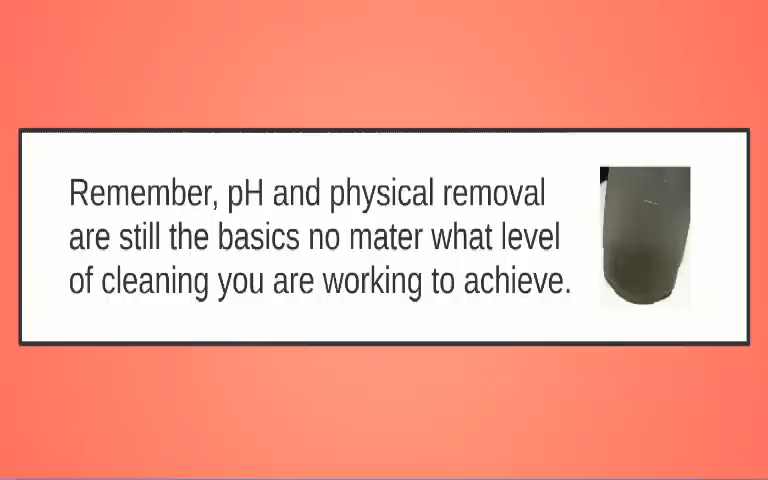 Remember, pH and physical removal
are still the basics no mater what level
of cleaning you are working to achieve.